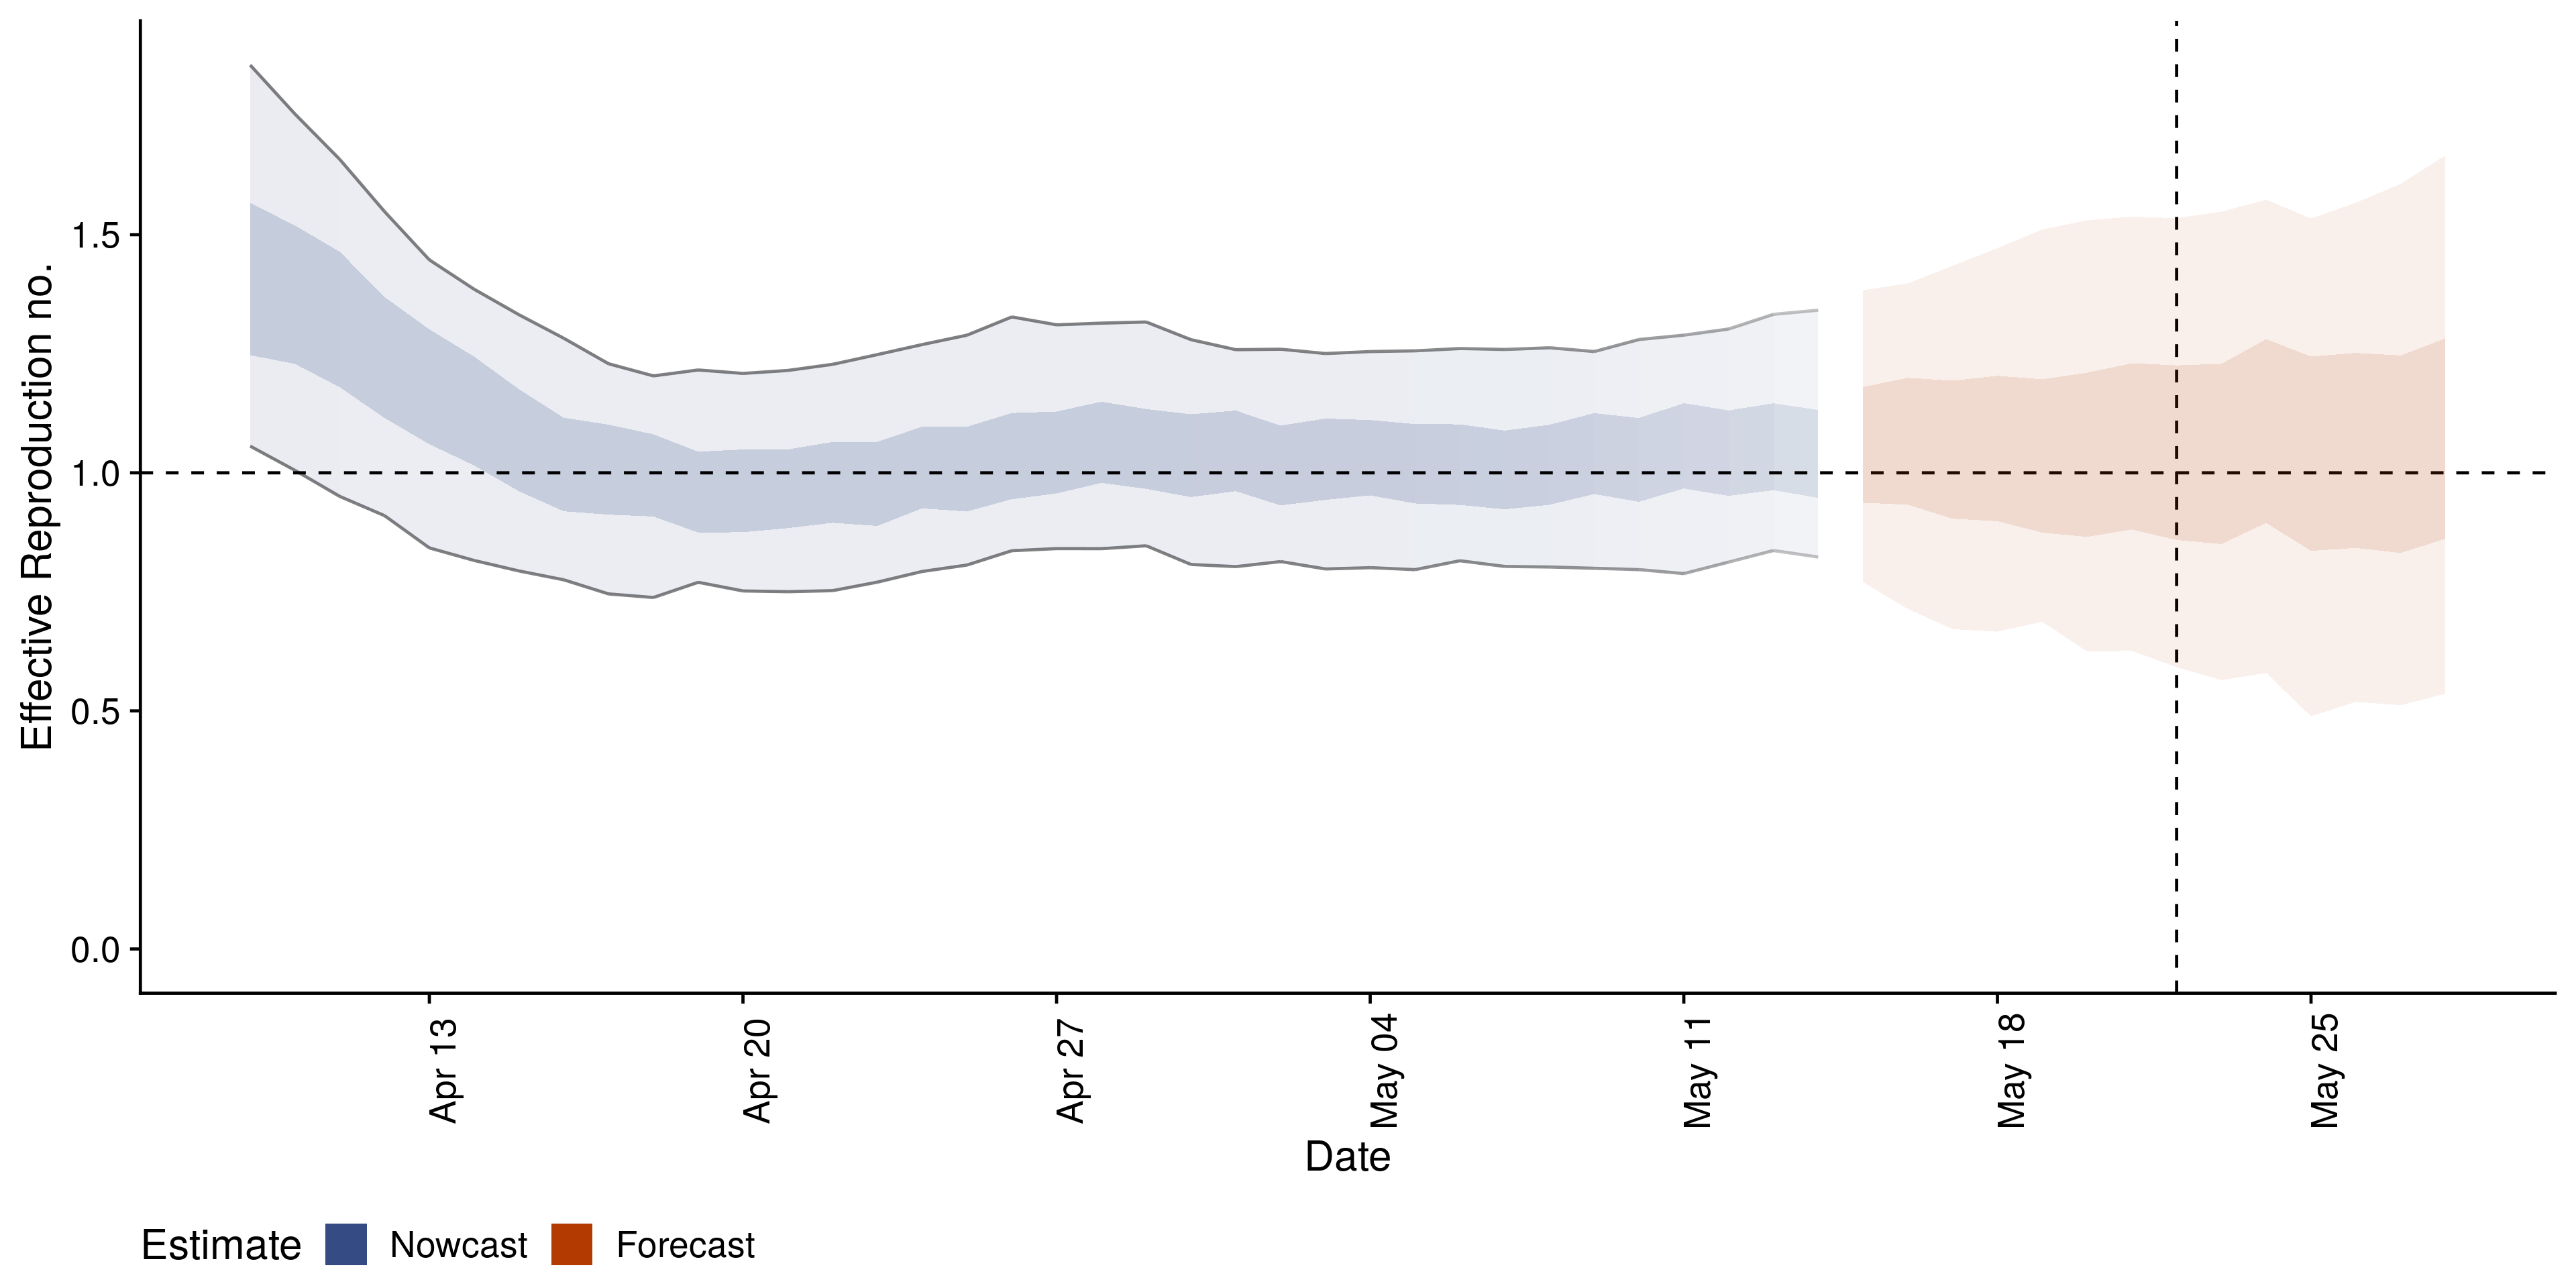 Effective Reproduction no.
1.5
1.0
0.5
0.0
Apr 13
Apr 20
Apr 27
May 04
May 11
May 18
May 25
Date
Estimate Nowcast Forecast